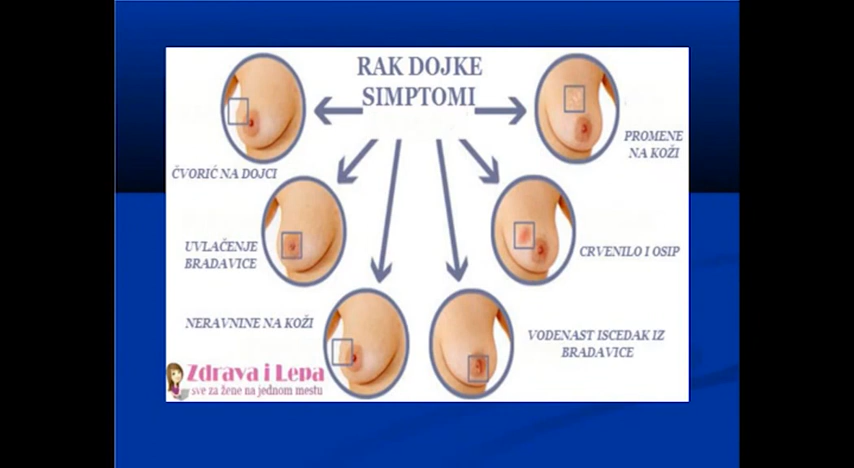 RAK DOJKE
SIMPTOMI
ČVORIĆ NA DOJCI
PROMENE
NA KOŽI
UVLAČENJE
BRADAVICE
CRVENILO I OSIP
NERAVNINE NA KOŽI
VODENAST ISCEDAK IZ
BRADAVICE
Zdrava i Lepa
sve za žene na jednom mestu